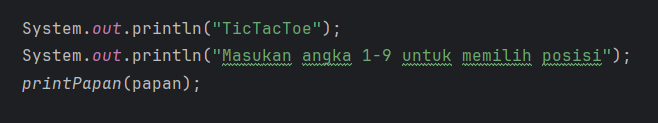 System.out.println("TicTacToe");
System.out.println("Masukan angka 1-9 untuk memilih posisi");
printPapan(papan);